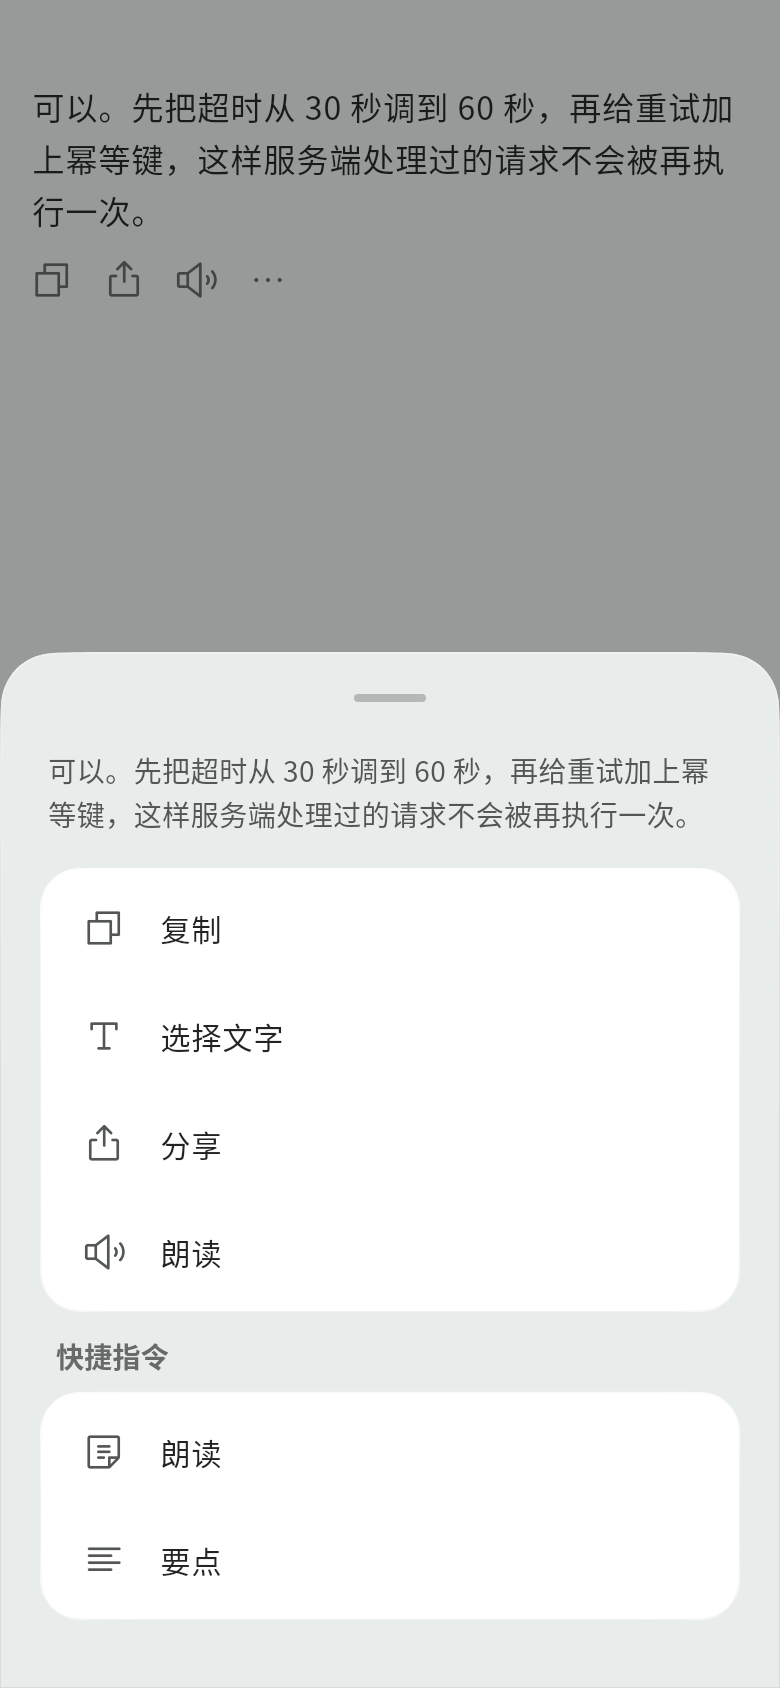 可以。先把超时从 30 秒调到 60 秒，再给重试加
上幂等键，这样服务端处理过的请求不会被再执
行一次。
可以。先把超时从 30 秒调到 60 秒，再给重试加上幂
等键，这样服务端处理过的请求不会被再执行一次。
复制
选择文字
分享
朗读
快捷指令
朗读
要点